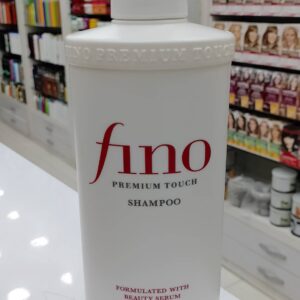 FINO PREMIUM TOUCH
fino
PREMIUM TOUCH
SHAMPOO
FORMULATED WITH
BEAUTY SERUM